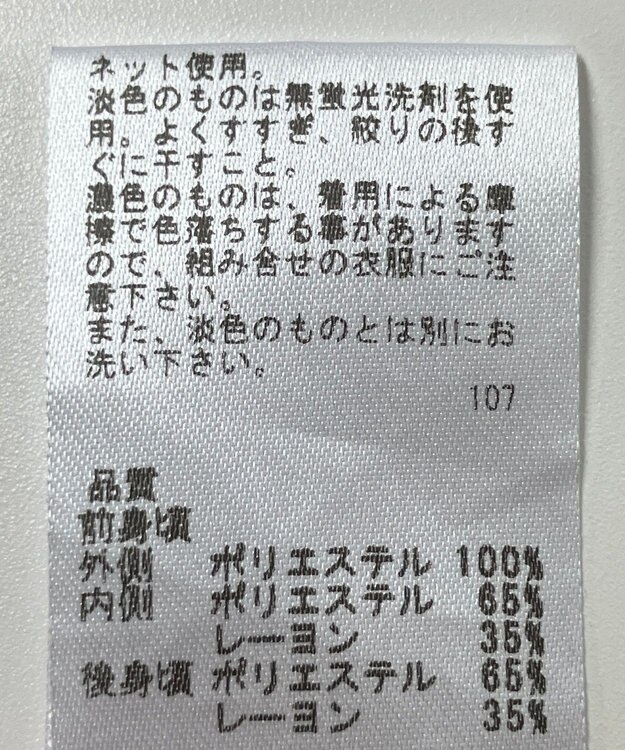 ネット使用。
淡色のものは無蛍光洗剤を使
用。よくすすぎ、絞りの後す
ぐに干すこと。
濃色のものは、着用による摩
擦で色落ちする事があります
ので、組み合せの衣服にご注
意下さい。
また、淡色のものとは別にお
洗い下さい。
107
品質
前身頃
外側 ポリエステル 100%
内側 ポリエステル 65%
レーヨン 35%
後身頃 ポリエステル 65%
レーヨン 35%